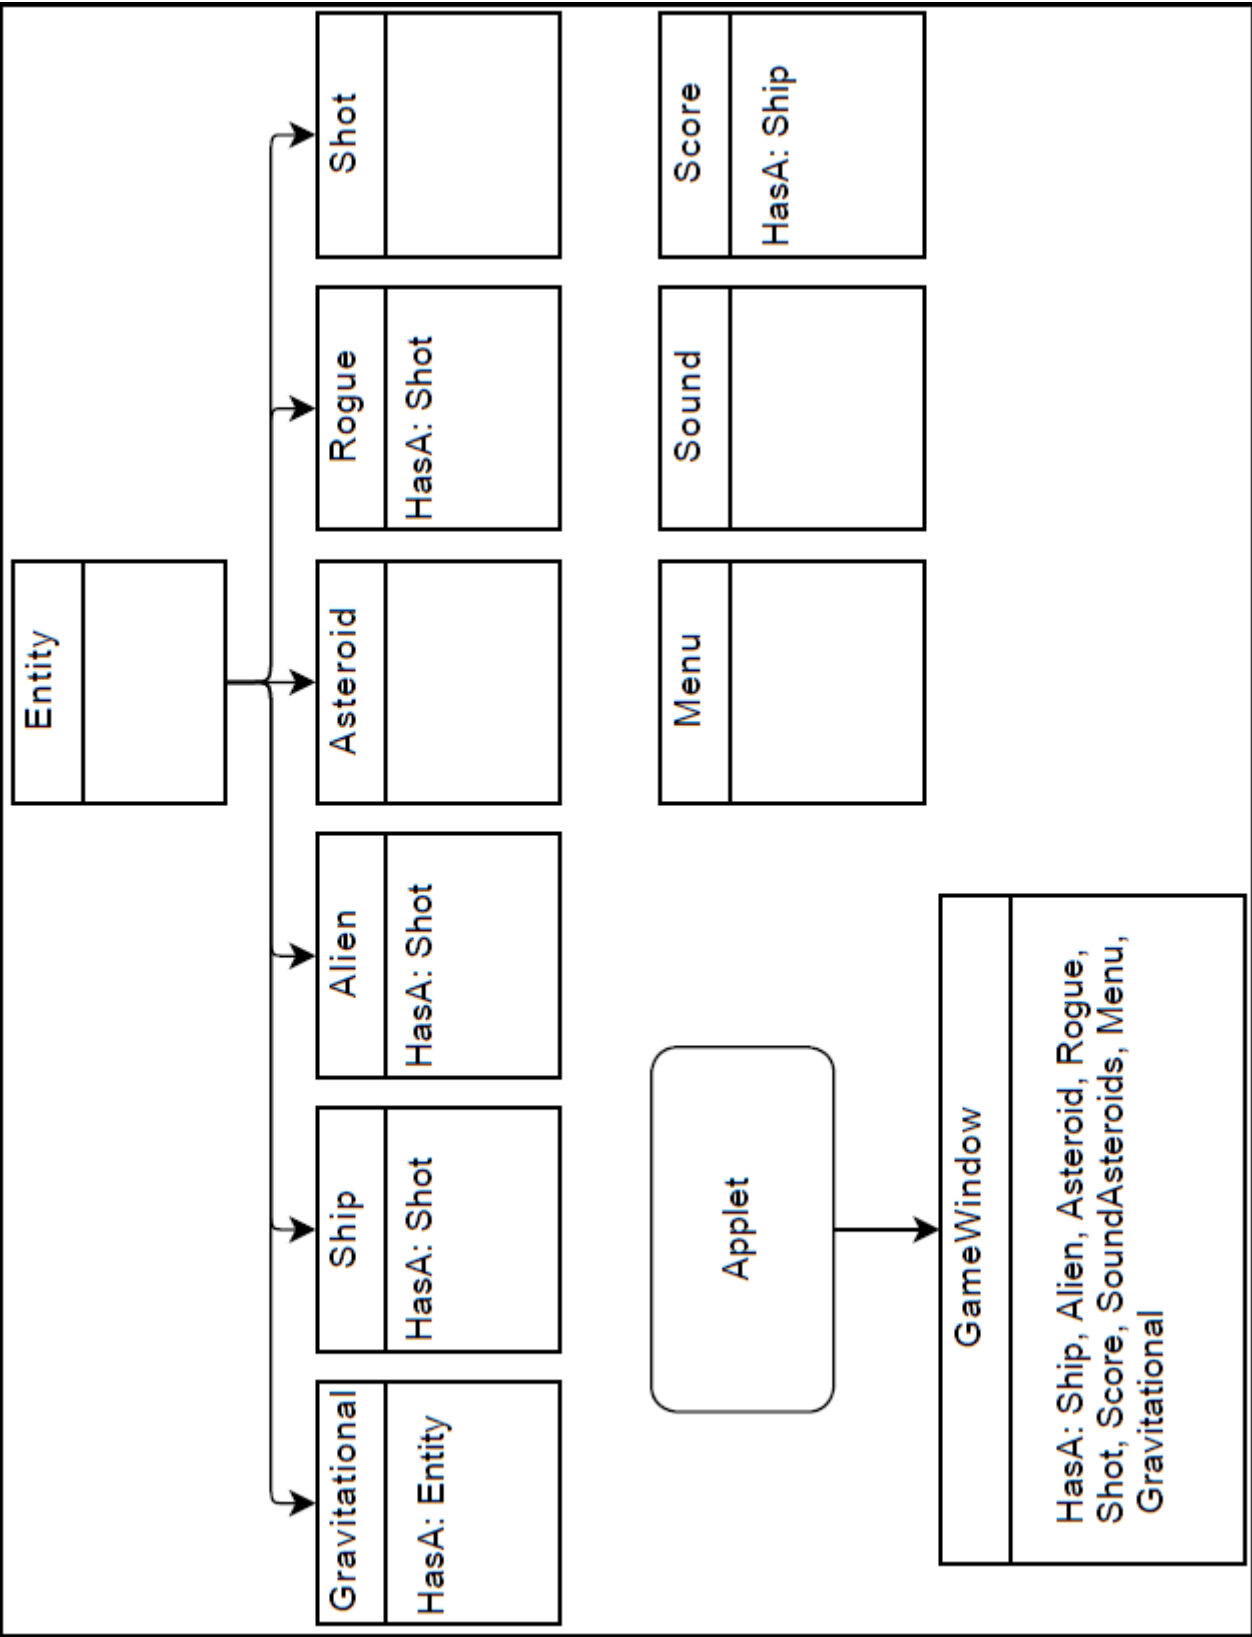 Entity
Gravitational
HasA: Entity
Ship
HasA: Shot
Alien
HasA: Shot
Asteroid
Rogue
HasA: Shot
Shot
Applet
Menu
Sound
Score
HasA: Ship
GameWindow
HasA: Ship, Alien, Asteroid, Rogue,
Shot, Score, SoundAsteroids, Menu,
Gravitational